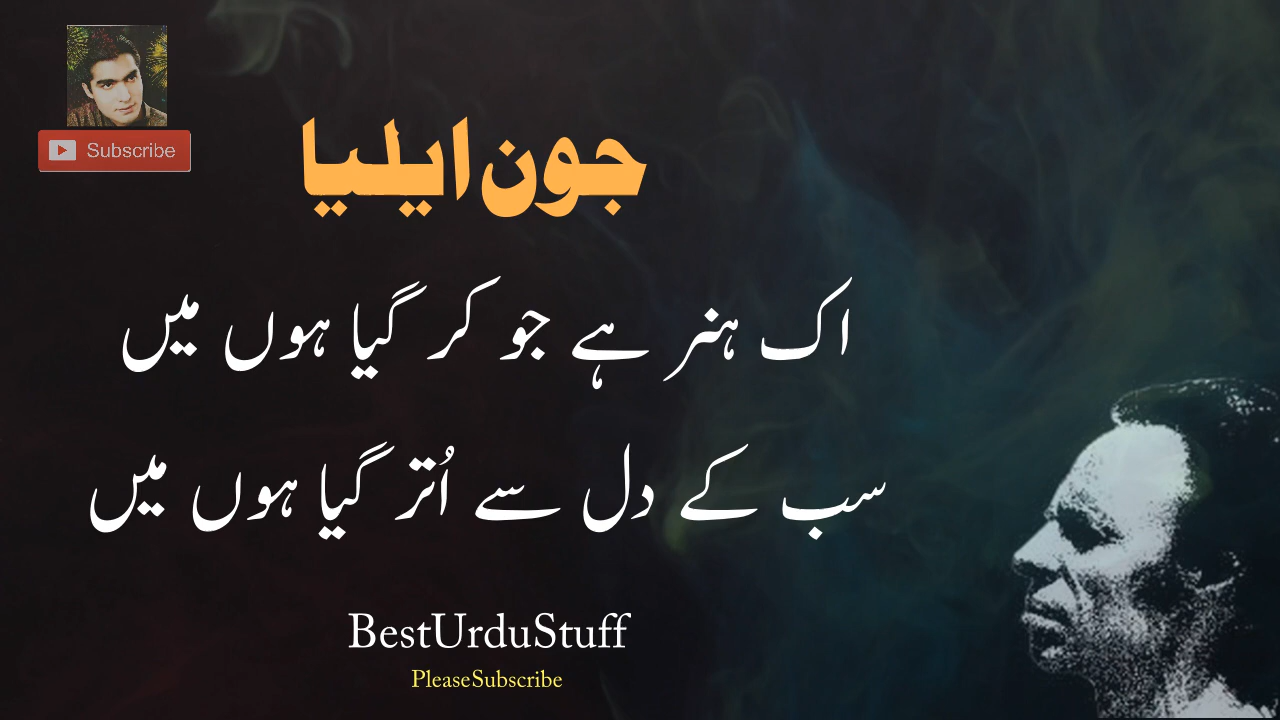 Subscribe
جون ایلیا
اک ہنر ہے جو کر گیا ہوں میں
سب کے دل سے اُتر گیا ہوں میں
BestUrduStuff
PleaseSubscribe